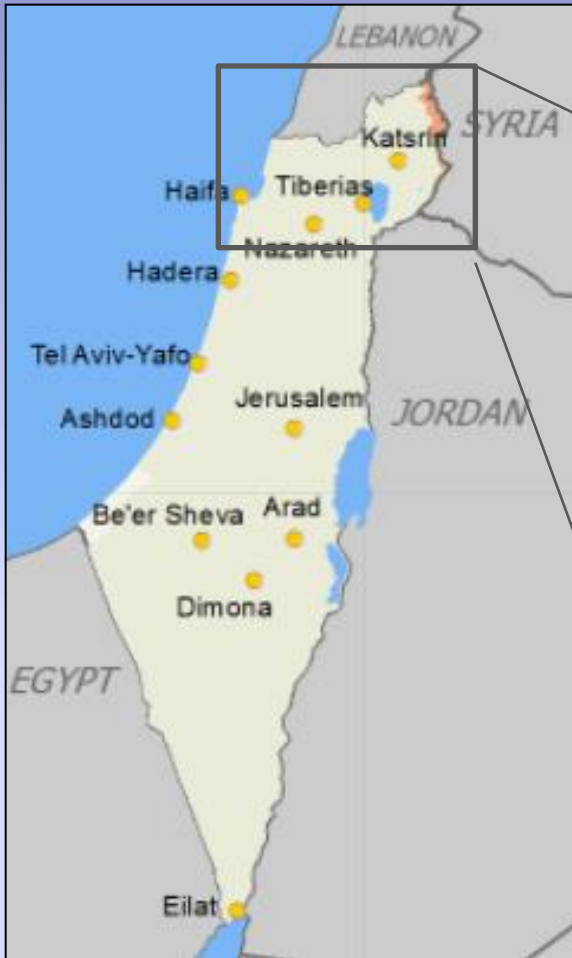 LEBANON
SYRIA
Katsrin
Tiberias
Haifa
Nazareth
Hadera
Tel Aviv-Yafo
Jerusalem
JORDAN
Ashdod
Be'er Sheva
Arad
Dimona
EGYPT
Eilat